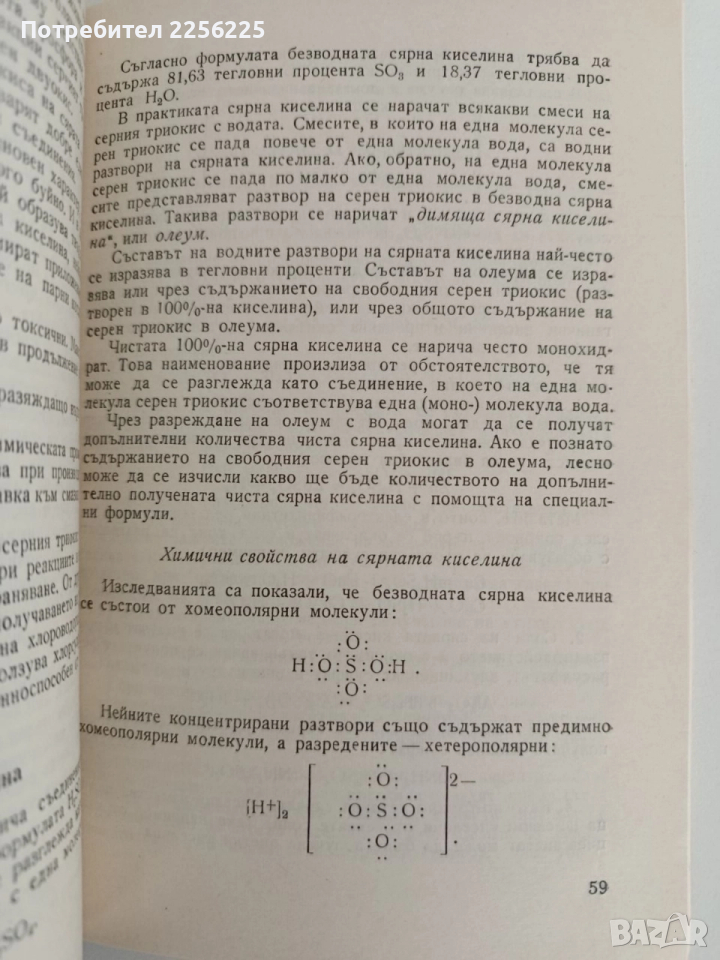 Потребител 2256225
Съгласно формулата безводната сярна киселина трябва да
съдържа 81,63 тегловни процента SO₃ и 18,37 тегловни про-
цента H₂O.
В практиката сярна киселина се нарачат всякакви смеси на
серния триокис с водата. Смесите, в които на една молекула се-
рен триокис се пада повече от една молекула вода, са водни
разтвори на сярната киселина. Ако, обратно, на една молекула
серен триокис се пада по малко от една молекула вода, сме-
сите представляват разтвор на серен триокис в безводна сярна
киселина. Такива разтвори се наричат „димяща сярна кисели-
на“, или олеум.
Съставът на водните разтвори на сярната киселина най-често
се изразява в тегловни проценти Съставът на олеума се изра-
зява или чрез съдържанието на свободния серен триокис (раз-
творен в 100%-на киселина), или чрез общото съдържание на
серен триокис в олеума.
Чистата 100%-на сярна киселина се нарича често монохид-
рат. Това наименование произлиза от обстоятелството, че тя
може да се разглежда като съединение, в което на една мо-
лекула серен триокис съответствува една (моно-) молекула вода.
Чрез разреждане на олеум с вода могат да се получат
допълнителни количества чиста сярна киселина. Ако е познато
съдържанието на свободния серен триокис в олеума, лесно
може да се изчисли какво ще бъде количеството на допълни-
телно получената чиста сярна киселина с помощта на специал-
ни формули.
Химични свойства на сярната киселина
Изследванията са показали, че безводната сярна киселина
се състои от хомеополярни молекули:
:O:
H:O:S:O:H .
:O:
Нейните концентрирани разтвори също съдържат предимно
хомеополярни молекули, а разредените — хетерополярни:
:O:
[H+]₂ [:O:S:O:]2− .
:O:
59
BAZAR